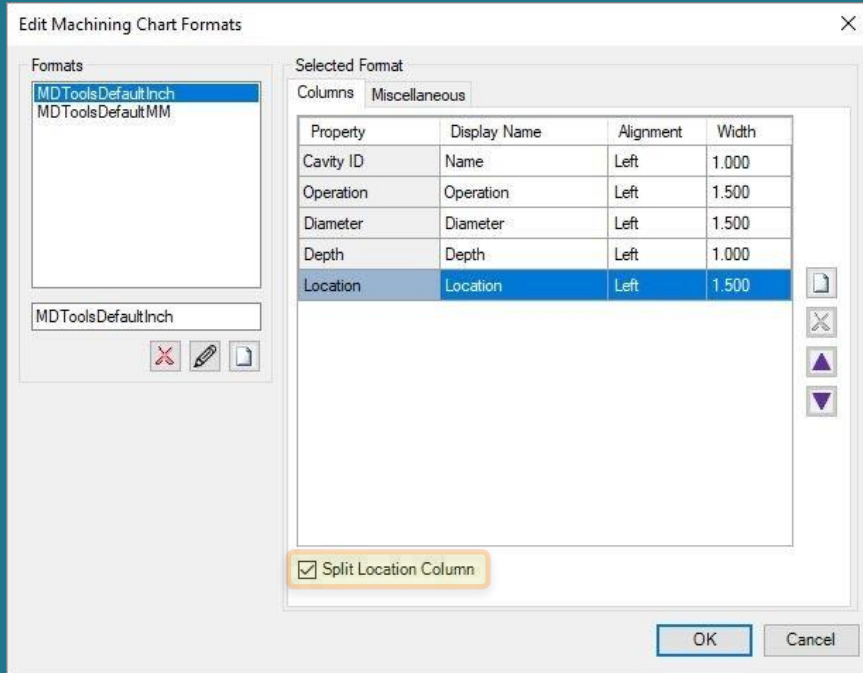 Edit Machining Chart Formats
Formats
MDToolsDefaultInch
MDToolsDefaultMM
MDToolsDefaultInch
Selected Format
Columns Miscellaneous
Property Display Name Alignment Width
Cavity ID Name Left 1.000
Operation Operation Left 1.500
Diameter Diameter Left 1.500
Depth Depth Left 1.000
Location Location Left 1.500
Split Location Column
OK Cancel